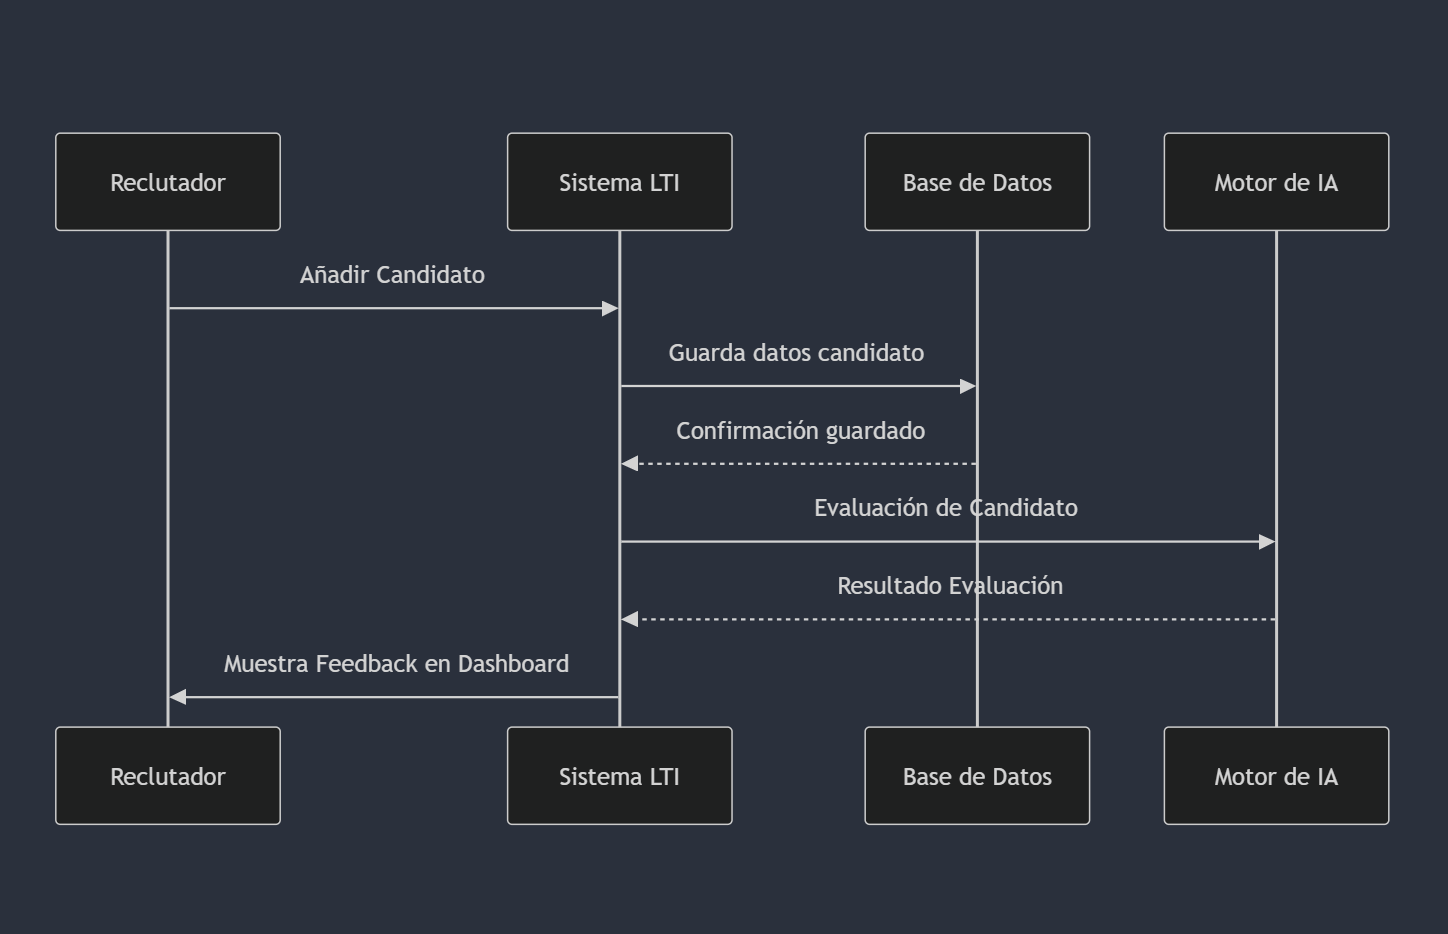 Reclutador
Sistema LTI
Base de Datos
Motor de IA
Añadir Candidato
Guarda datos candidato
Confirmación guardado
Evaluación de Candidato
Resultado Evaluación
Muestra Feedback en Dashboard
Reclutador
Sistema LTI
Base de Datos
Motor de IA